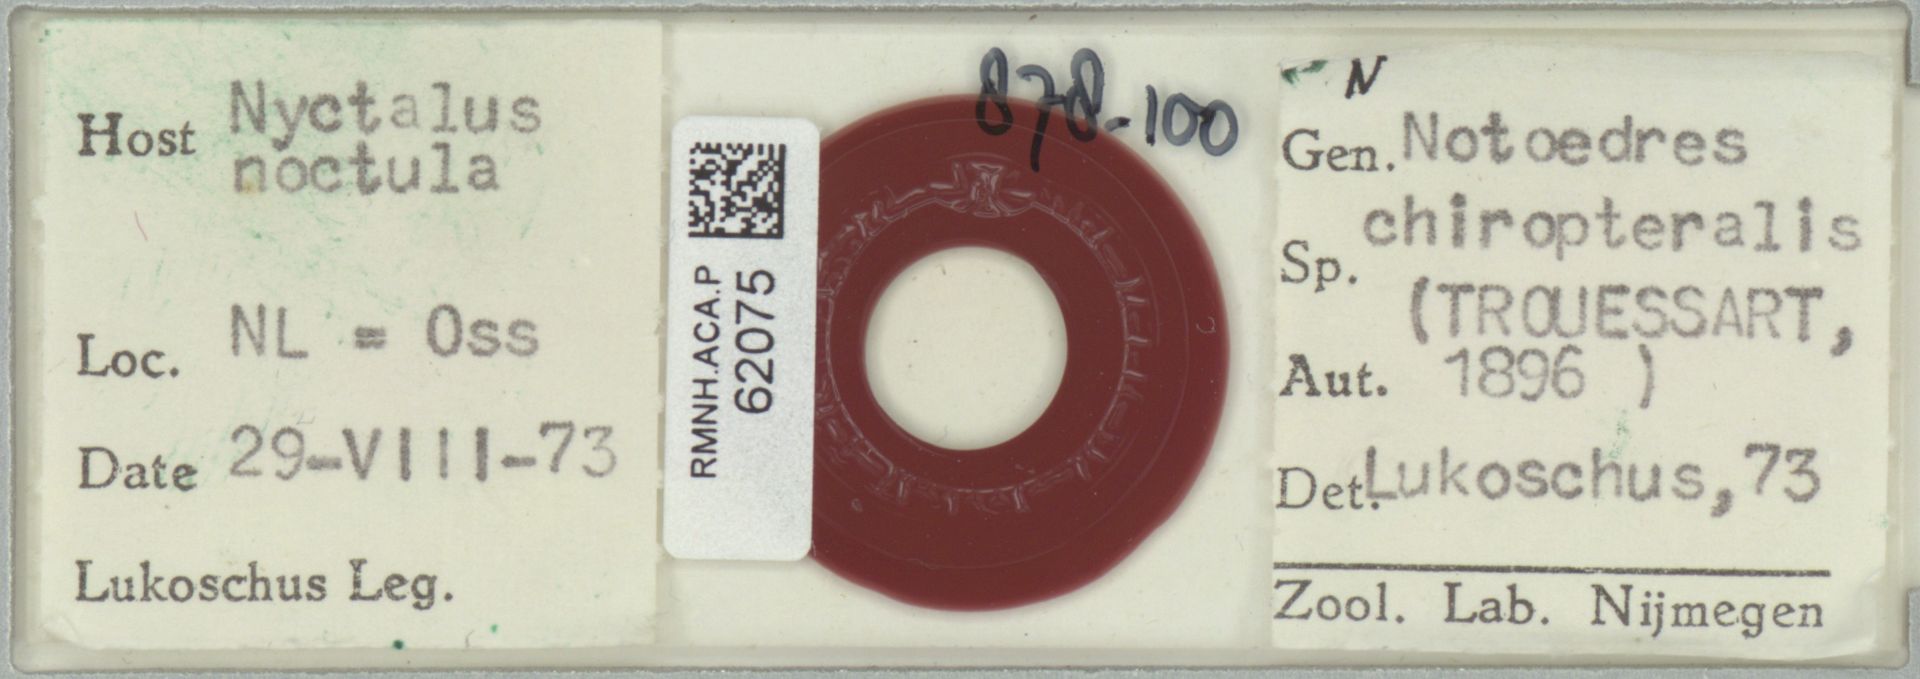 Host Nyctalus
noctula
Loc. NL = Oss
Date 29-VIII-73
Lukoschus Leg.
RMNH.ACA.P
62075
878-100
N
Gen. Notoedres
Sp. chiropteralis
(TROUESSART,
Aut. 1896 )
Det. Lukoschus, 73
Zool. Lab. Nijmegen